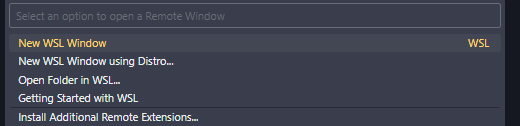 Select an option to open a Remote Window
New WSL Window WSL
New WSL Window using Distro...
Open Folder in WSL...
Getting Started with WSL
Install Additional Remote Extensions...